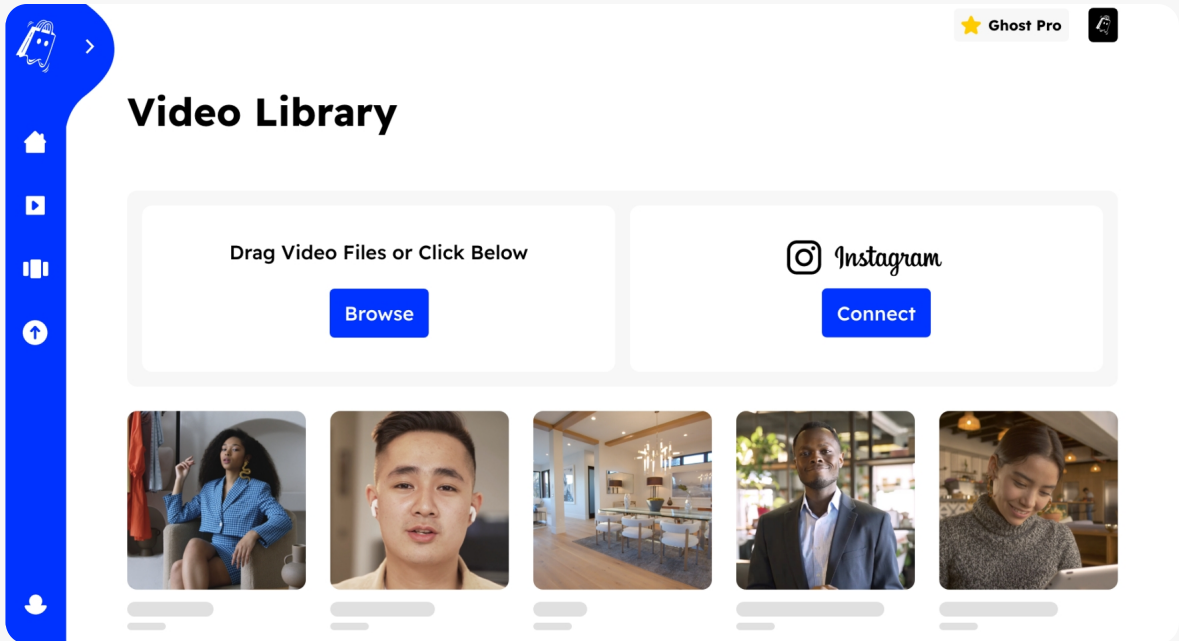 Ghost Pro
Video Library
Drag Video Files or Click Below
Browse
Instagram
Connect